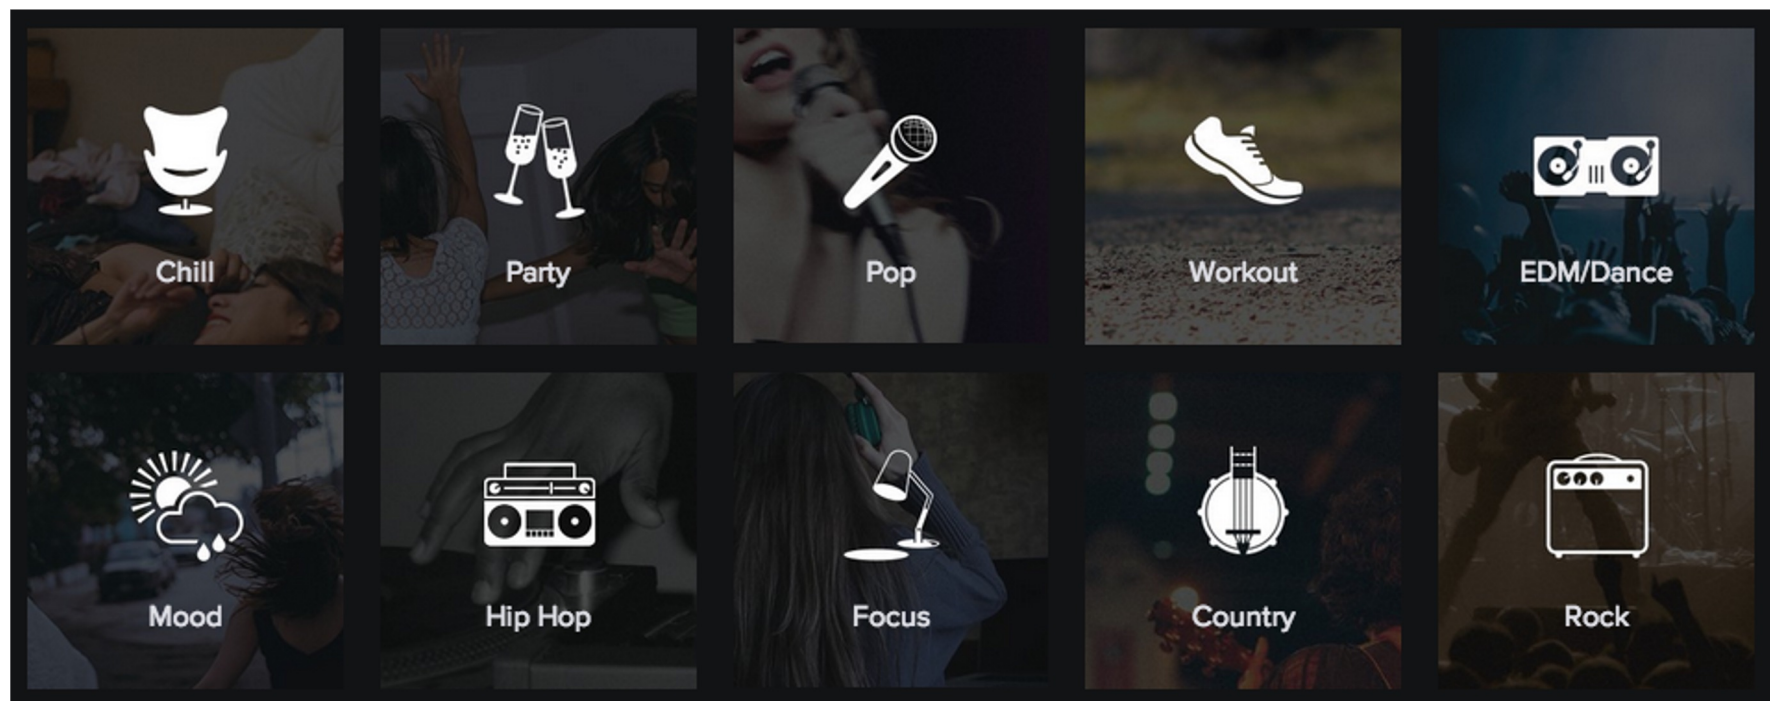 Chill
Party
Pop
Workout
EDM/Dance
Mood
Hip Hop
Focus
Country
Rock